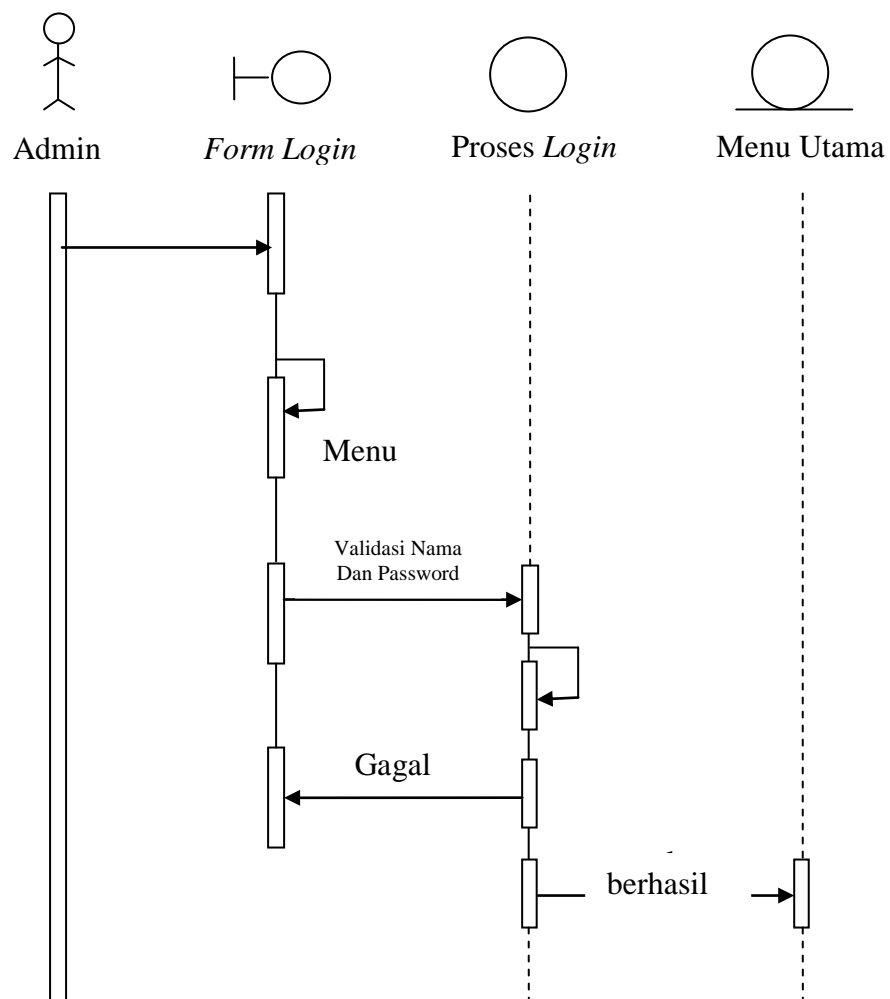 Admin
Form Login
Proses Login
Menu Utama
Menu
Validasi Nama
Dan Password
Gagal
berhasil